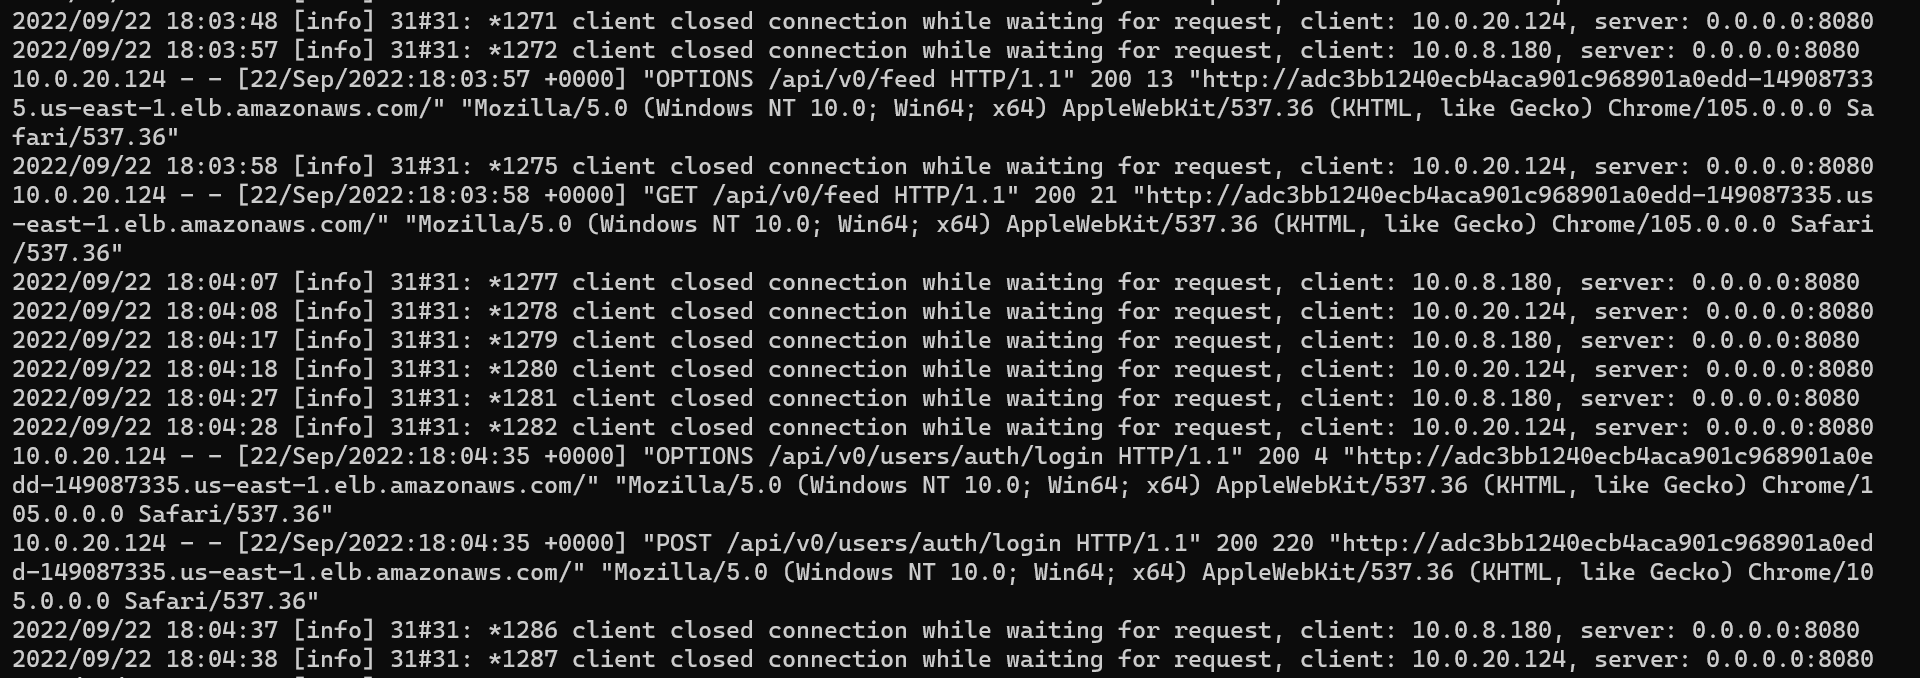 2022/09/22 18:03:48 [info] 31#31: *1271 client closed connection while waiting for request, client: 10.0.20.124, server: 0.0.0.0:8080
2022/09/22 18:03:57 [info] 31#31: *1272 client closed connection while waiting for request, client: 10.0.8.180, server: 0.0.0.0:8080
10.0.20.124 - - [22/Sep/2022:18:03:57 +0000] "OPTIONS /api/v0/feed HTTP/1.1" 200 13 "http://adc3bb1240ecb4aca901c968901a0edd-14908733
5.us-east-1.elb.amazonaws.com/" "Mozilla/5.0 (Windows NT 10.0; Win64; x64) AppleWebKit/537.36 (KHTML, like Gecko) Chrome/105.0.0.0 Sa
fari/537.36"
2022/09/22 18:03:58 [info] 31#31: *1275 client closed connection while waiting for request, client: 10.0.20.124, server: 0.0.0.0:8080
10.0.20.124 - - [22/Sep/2022:18:03:58 +0000] "GET /api/v0/feed HTTP/1.1" 200 21 "http://adc3bb1240ecb4aca901c968901a0edd-149087335.us
-east-1.elb.amazonaws.com/" "Mozilla/5.0 (Windows NT 10.0; Win64; x64) AppleWebKit/537.36 (KHTML, like Gecko) Chrome/105.0.0.0 Safari
/537.36"
2022/09/22 18:04:07 [info] 31#31: *1277 client closed connection while waiting for request, client: 10.0.8.180, server: 0.0.0.0:8080
2022/09/22 18:04:08 [info] 31#31: *1278 client closed connection while waiting for request, client: 10.0.20.124, server: 0.0.0.0:8080
2022/09/22 18:04:17 [info] 31#31: *1279 client closed connection while waiting for request, client: 10.0.8.180, server: 0.0.0.0:8080
2022/09/22 18:04:18 [info] 31#31: *1280 client closed connection while waiting for request, client: 10.0.20.124, server: 0.0.0.0:8080
2022/09/22 18:04:27 [info] 31#31: *1281 client closed connection while waiting for request, client: 10.0.8.180, server: 0.0.0.0:8080
2022/09/22 18:04:28 [info] 31#31: *1282 client closed connection while waiting for request, client: 10.0.20.124, server: 0.0.0.0:8080
10.0.20.124 - - [22/Sep/2022:18:04:35 +0000] "OPTIONS /api/v0/users/auth/login HTTP/1.1" 200 4 "http://adc3bb1240ecb4aca901c968901a0e
dd-149087335.us-east-1.elb.amazonaws.com/" "Mozilla/5.0 (Windows NT 10.0; Win64; x64) AppleWebKit/537.36 (KHTML, like Gecko) Chrome/1
05.0.0.0 Safari/537.36"
10.0.20.124 - - [22/Sep/2022:18:04:35 +0000] "POST /api/v0/users/auth/login HTTP/1.1" 200 220 "http://adc3bb1240ecb4aca901c968901a0ed
d-149087335.us-east-1.elb.amazonaws.com/" "Mozilla/5.0 (Windows NT 10.0; Win64; x64) AppleWebKit/537.36 (KHTML, like Gecko) Chrome/10
5.0.0.0 Safari/537.36"
2022/09/22 18:04:37 [info] 31#31: *1286 client closed connection while waiting for request, client: 10.0.8.180, server: 0.0.0.0:8080
2022/09/22 18:04:38 [info] 31#31: *1287 client closed connection while waiting for request, client: 10.0.20.124, server: 0.0.0.0:8080